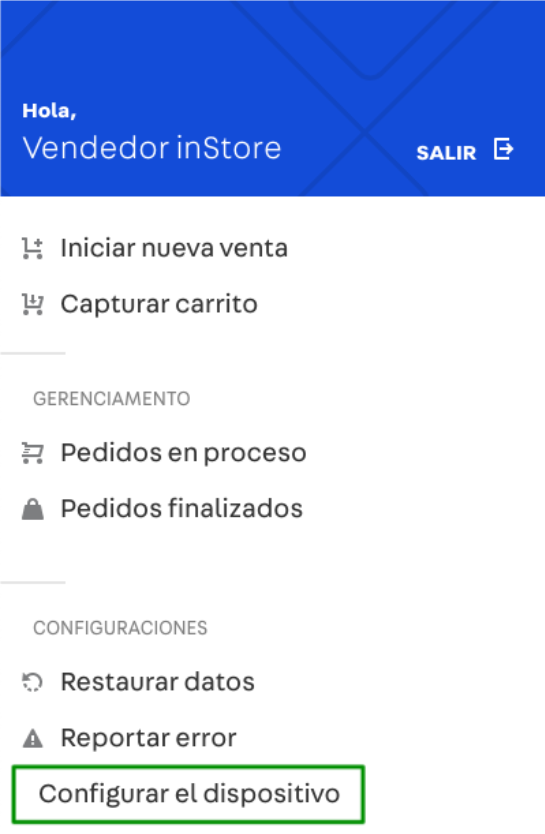 Hola,
Vendedor inStore
SALIR
Iniciar nueva venta
Capturar carrito
GERENCIAMENTO
Pedidos en proceso
Pedidos finalizados
CONFIGURACIONES
Restaurar datos
Reportar error
Configurar el dispositivo